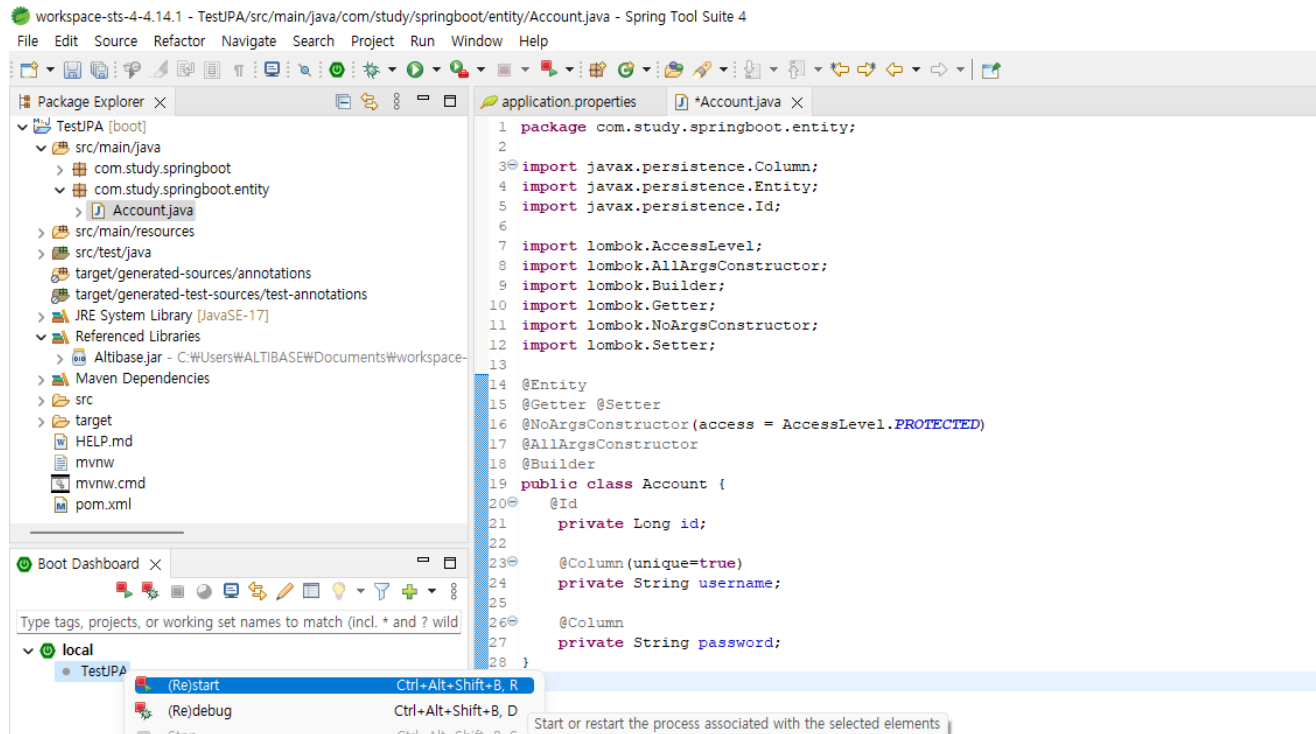 workspace-sts-4-4.14.1 - TestJPA/src/main/java/com/study/springboot/entity/Account.java - Spring Tool Suite 4
File Edit Source Refactor Navigate Search Project Run Window Help
Package Explorer
TestJPA [boot]
src/main/java
com.study.springboot
com.study.springboot.entity
Account.java
src/main/resources
src/test/java
target/generated-sources/annotations
target/generated-test-sources/test-annotations
JRE System Library [JavaSE-17]
Referenced Libraries
Altibase.jar - C:₩Users₩ALTIBASE₩Documents₩workspace-
Maven Dependencies
src
target
HELP.md
mvnw
mvnw.cmd
pom.xml
Boot Dashboard
Type tags, projects, or working set names to match (incl. * and ? wild
local
TestJPA
(Re)start Ctrl+Alt+Shift+B, R
(Re)debug Ctrl+Alt+Shift+B, D
Start or restart the process associated with the selected elements
application.properties
*Account.java
1 package com.study.springboot.entity;
2
3 import javax.persistence.Column;
4 import javax.persistence.Entity;
5 import javax.persistence.Id;
6
7 import lombok.AccessLevel;
8 import lombok.AllArgsConstructor;
9 import lombok.Builder;
10 import lombok.Getter;
11 import lombok.NoArgsConstructor;
12 import lombok.Setter;
13
14 @Entity
15 @Getter @Setter
16 @NoArgsConstructor(access = AccessLevel.PROTECTED)
17 @AllArgsConstructor
18 @Builder
19 public class Account {
20 @Id
21 private Long id;
22
23 @Column(unique=true)
24 private String username;
25
26 @Column
27 private String password;
28 }